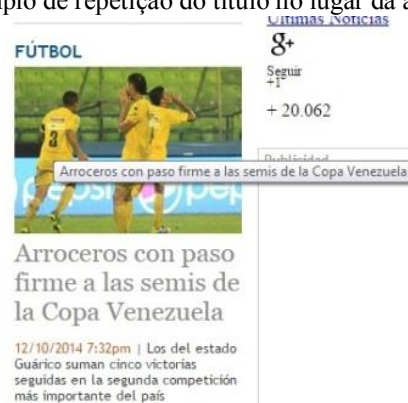 plo de repetição do título no lugar da
Últimas Noticias
g+
Seguir
+1
+ 20.062
FÚTBOL
3
Arroceros con paso firme a las semis de la Copa Venezuela
pepsi
Publicidad
Arroceros con paso
firme a las semis de
la Copa Venezuela
12/10/2014 7:32pm | Los del estado
Guárico suman cinco victorias
seguidas en la segunda competición
más importante del país